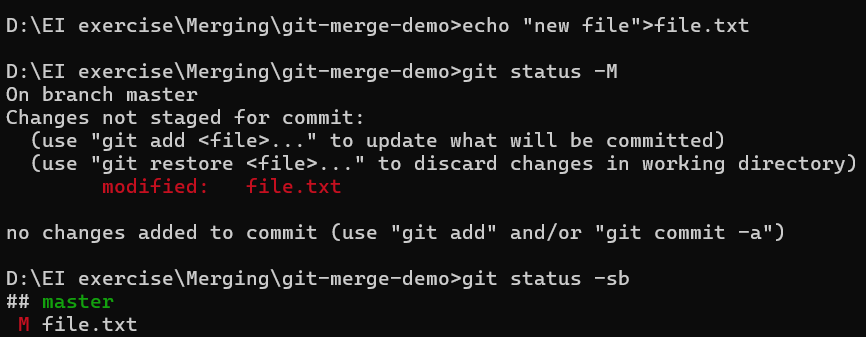 D:\EI exercise\Merging\git-merge-demo>echo "new file">file.txt
D:\EI exercise\Merging\git-merge-demo>git status -M
On branch master
Changes not staged for commit:
  (use "git add <file>..." to update what will be committed)
  (use "git restore <file>..." to discard changes in working directory)
        modified:   file.txt
no changes added to commit (use "git add" and/or "git commit -a")
D:\EI exercise\Merging\git-merge-demo>git status -sb
## master
 M file.txt